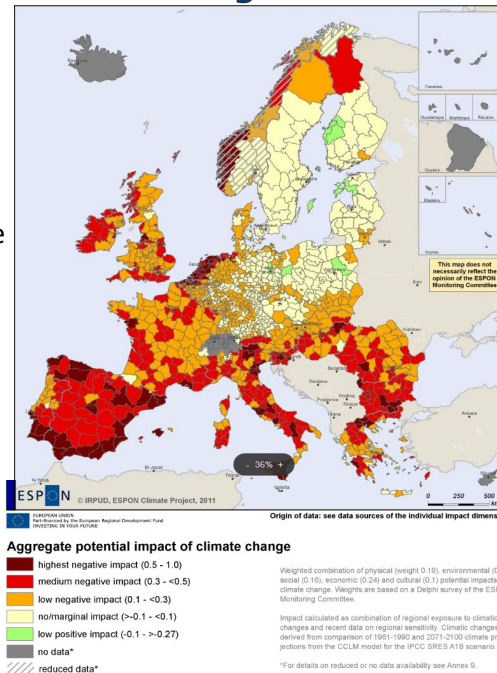 g
e
Canarias
Guadeloupe Martinique Réunion
Guyane
Madeira
Acores
This map does not
necessarily reflect the
opinion of the ESPON
Monitoring Committee
- 36% +
ESPON © IRPUD, ESPON Climate Project, 2011
0 250 500
km
EUROPEAN UNION
Part-financed by the European Regional Development Fund
INVESTING IN YOUR FUTURE
Origin of data: see data sources of the individual impact dimens
Aggregate potential impact of climate change
highest negative impact (0.5 - 1.0)
medium negative impact (0.3 - <0.5)
low negative impact (0.1 - <0.3)
no/marginal impact (>-0.1 - <0.1)
low positive impact (-0.1 - >-0.27)
no data*
reduced data*
Weighted combination of physical (weight 0.19), environmental (0
social (0.16), economic (0.24) and cultural (0.1) potential impacts
climate change. Weights are based on a Delphi survey of the ESP
Monitoring Committee.
Impact calculated as combination of regional exposure to climatic
changes and recent data on regional sensitivity. Climatic changes
derived from comparison of 1961-1990 and 2071-2100 climate pr
jections from the CCLM model for the IPCC SRES A1B scenario.
*For details on reduced or no data availability see Annex 9.